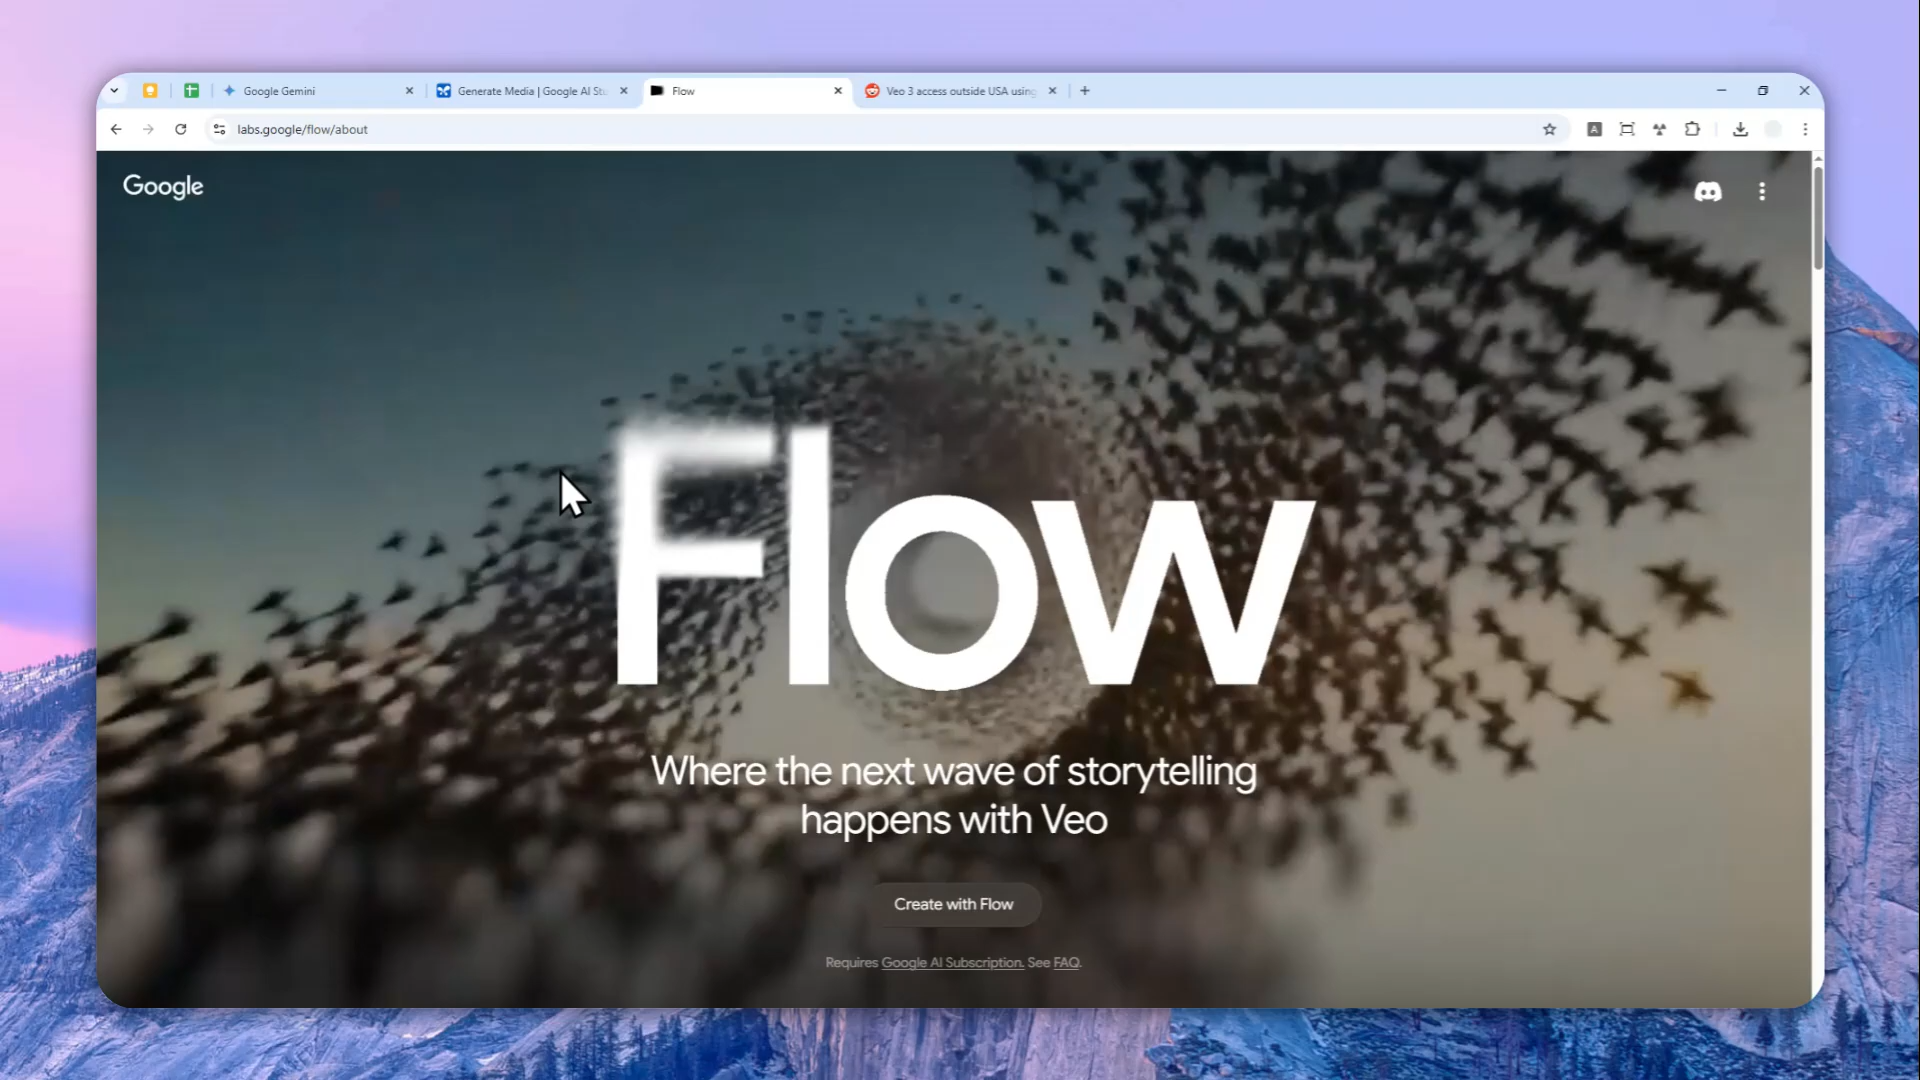 Google Gemini
Generate Media | Google AI Stu
Flow
Veo 3 access outside USA using
labs.google/flow/about
Google
Flow
Where the next wave of storytelling
happens with Veo
Create with Flow
Requires Google AI Subscription. See FAQ.